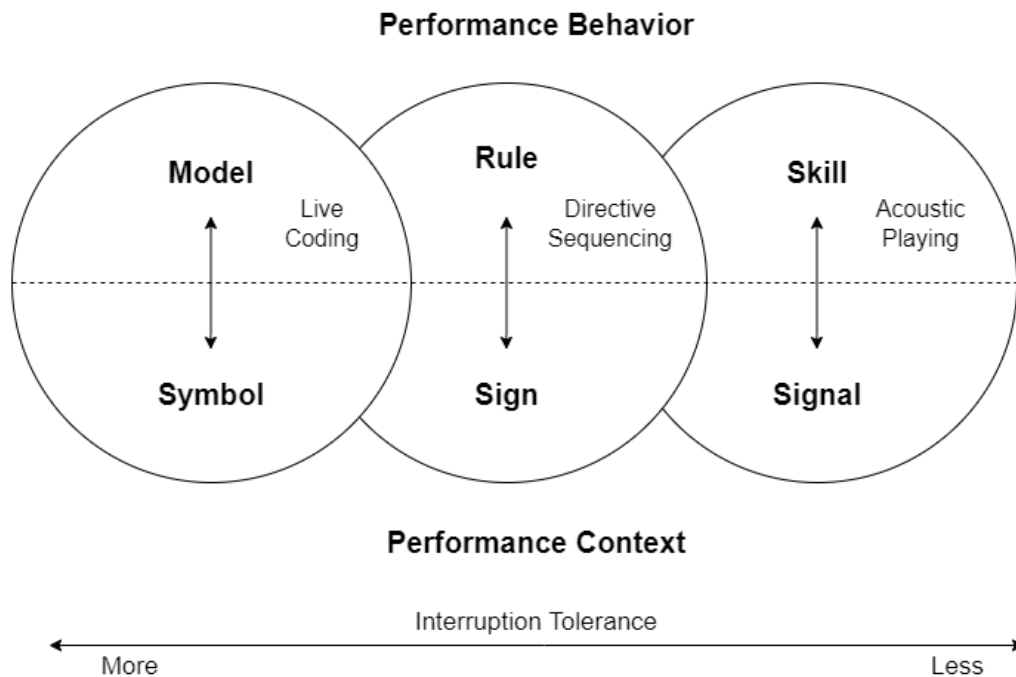 Performance Behavior
Model
Rule
Skill
Live
Coding
Directive
Sequencing
Acoustic
Playing
Symbol
Sign
Signal
Performance Context
Interruption Tolerance
More
Less